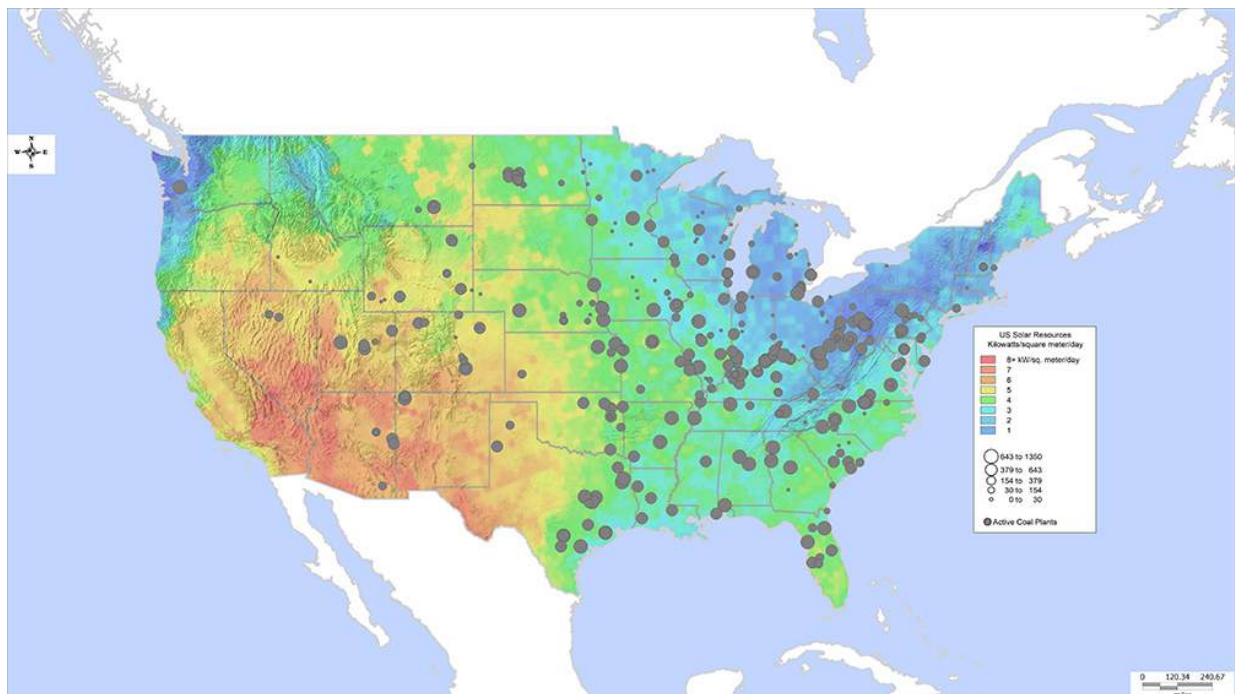 N
W E
S
US Solar Resources
Kilowatts/square meter/day
8+ kW/sq. meter/day
7
6
5
4
3
2
1
643 to 1350
379 to 643
154 to 379
30 to 154
0 to 30
Active Coal Plants
0 120.34 240.67